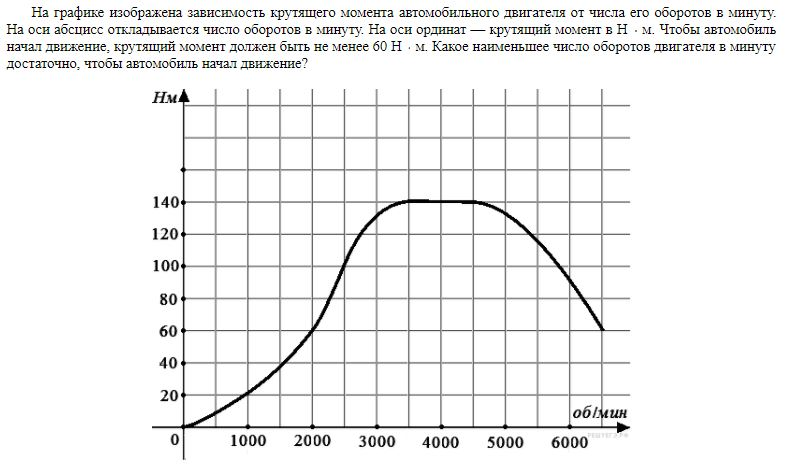 На графике изображена зависимость крутящего момента автомобильного двигателя от числа его оборотов в минуту.
На оси абсцисс откладывается число оборотов в минуту. На оси ординат — крутящий момент в Н · м. Чтобы автомобиль
начал движение, крутящий момент должен быть не менее 60 Н · м. Какое наименьшее число оборотов двигателя в минуту
достаточно, чтобы автомобиль начал движение?
Нм
140
120
100
80
60
40
20
об/мин
0 1000 2000 3000 4000 5000 6000